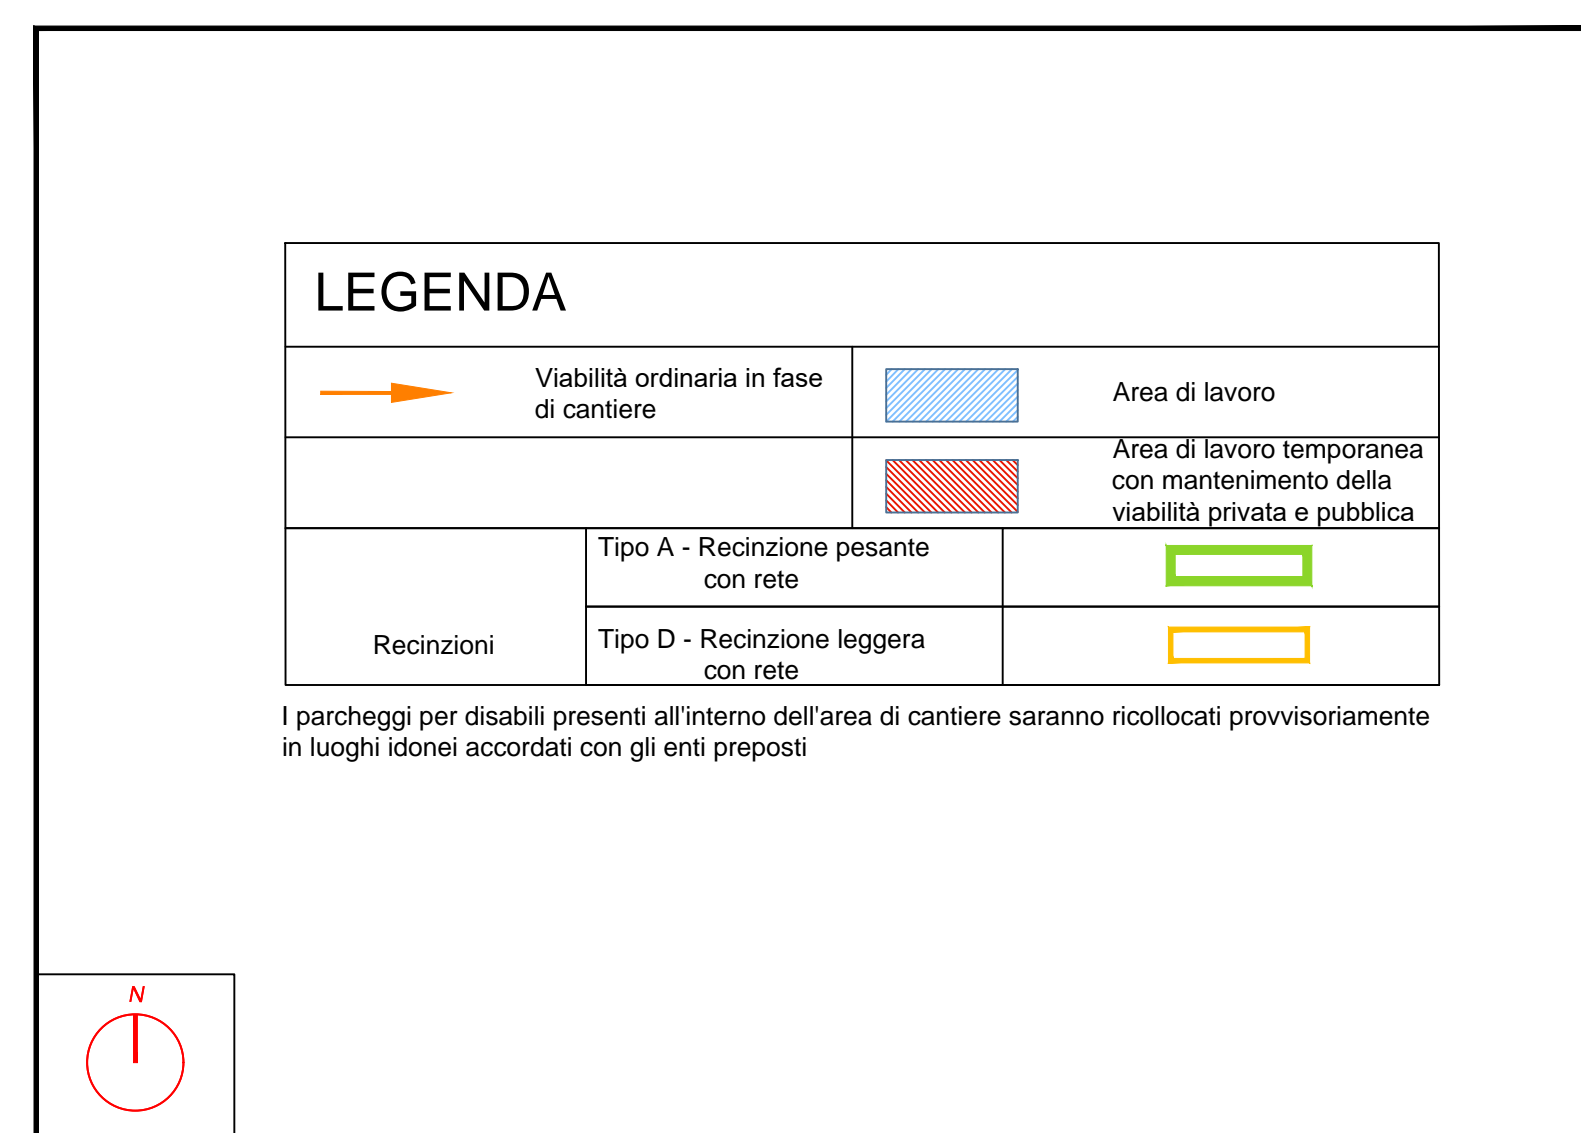 LEGENDA
Viabilità ordinaria in fase
di cantiere
Area di lavoro
Area di lavoro temporanea
con mantenimento della
viabilità privata e pubblica
Recinzioni
Tipo A - Recinzione pesante
con rete
Tipo D - Recinzione leggera
con rete
I parcheggi per disabili presenti all'interno dell'area di cantiere saranno ricollocati provvisoriamente
in luoghi idonei accordati con gli enti preposti
N